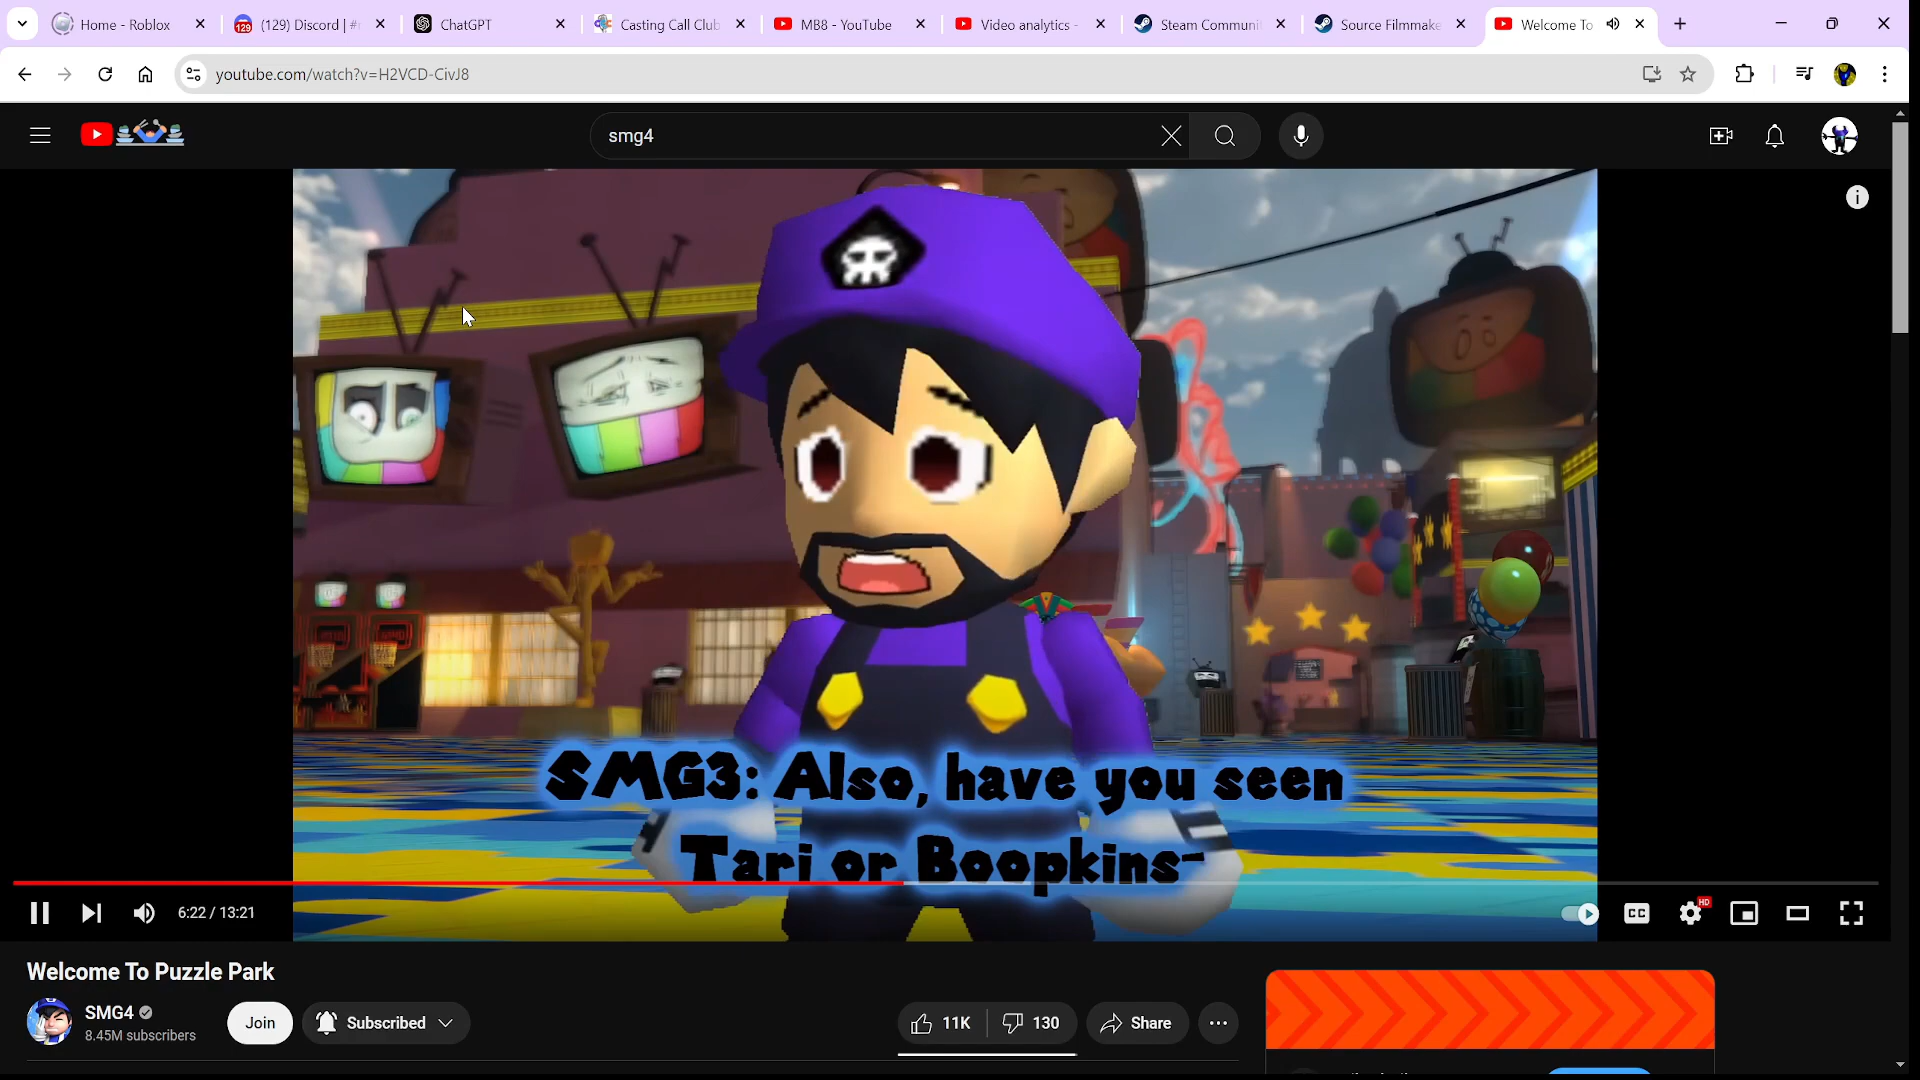 Home - Roblox
(129) Discord | #
ChatGPT
Casting Call Club
MB8 - YouTube
Video analytics -
Steam Communi
Source Filmmake
Welcome To
youtube.com/watch?v=H2VCD-CivJ8
smg4
SMG3: Also, have you seen
Tari or Boopkins-
6:22 / 13:21
CC
HD
Welcome To Puzzle Park
SMG4
8.45M subscribers
Join
Subscribed
11K
130
Share